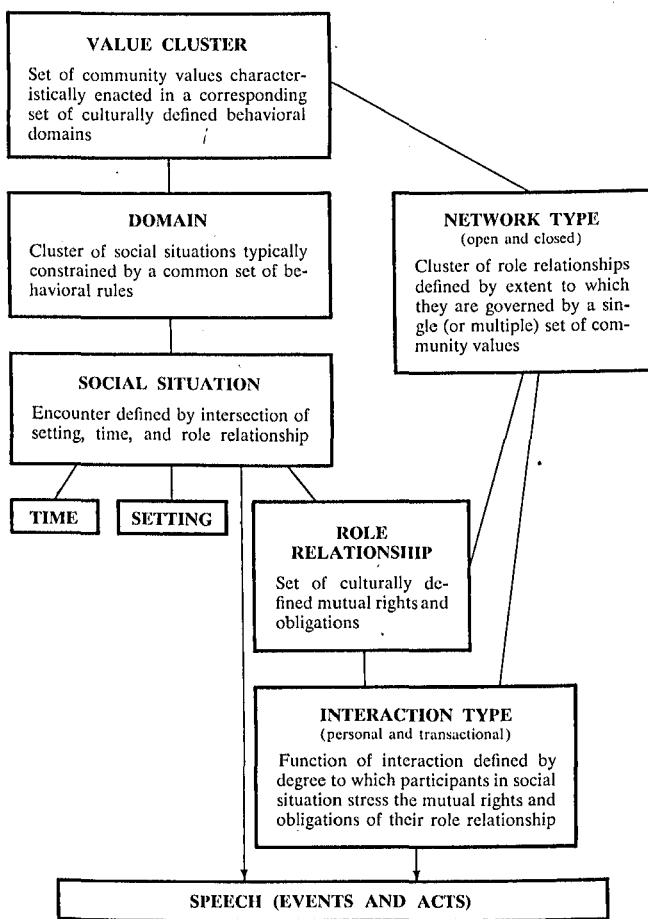 VALUE CLUSTER
Set of community values character-
istically enacted in a corresponding
set of culturally defined behavioral
domains
DOMAIN
Cluster of social situations typically
constrained by a common set of be-
havioral rules
NETWORK TYPE
(open and closed)
Cluster of role relationships
defined by extent to which
they are governed by a sin-
gle (or multiple) set of com-
munity values
SOCIAL SITUATION
Encounter defined by intersection of
setting, time, and role relationship
TIME
SETTING
ROLE
RELATIONSHIP
Set of culturally de-
fined mutual rights and
obligations
INTERACTION TYPE
(personal and transactional)
Function of interaction defined by
degree to which participants in social
situation stress the mutual rights and
obligations of their role relationship
SPEECH (EVENTS AND ACTS)